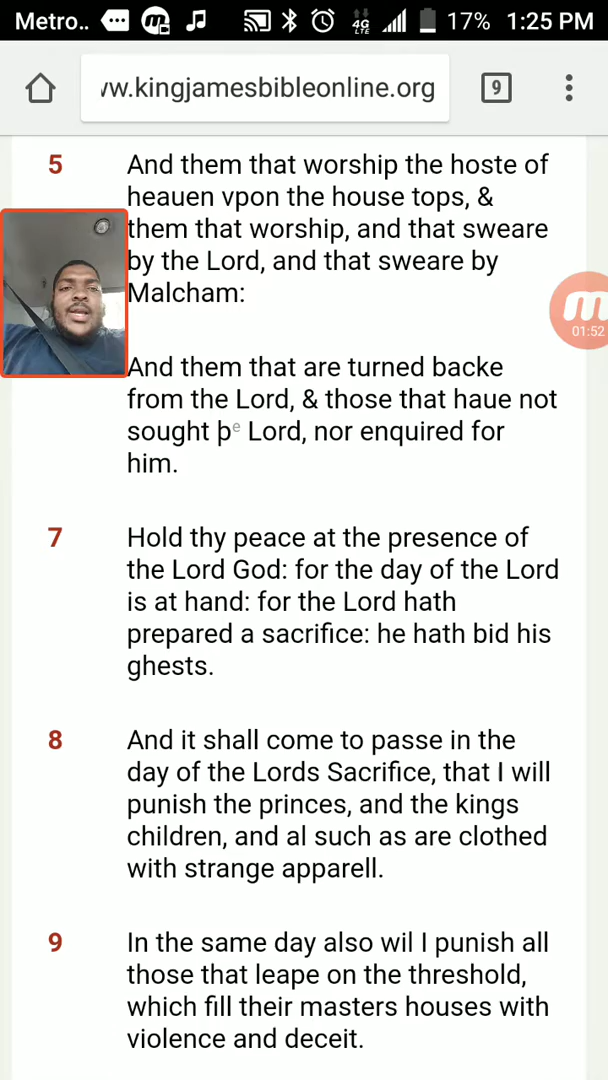 Metro.. 4G LTE 17% 1:25 PM
vw.kingjamesbibleonline.org 9
5 And them that worship the hoste of
heauen vpon the house tops, &
them that worship, and that sweare
by the Lord, and that sweare by
Malcham:
m
01:52
And them that are turned backe
from the Lord, & those that haue not
sought þe Lord, nor enquired for
him.
7 Hold thy peace at the presence of
the Lord God: for the day of the Lord
is at hand: for the Lord hath
prepared a sacrifice: he hath bid his
ghests.
8 And it shall come to passe in the
day of the Lords Sacrifice, that I will
punish the princes, and the kings
children, and al such as are clothed
with strange apparell.
9 In the same day also wil I punish all
those that leape on the threshold,
which fill their masters houses with
violence and deceit.